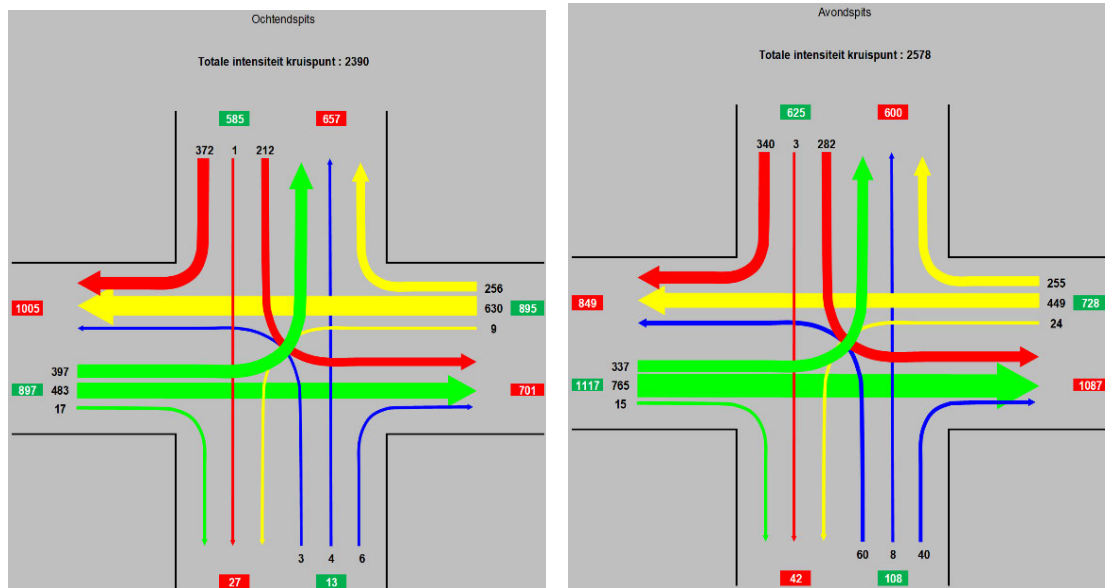 Ochtendspits
Totale intensiteit kruispunt : 2390
585 657
372 1 212
256
1005 630 895
9
397
897 483 701
17
3 4 6
27 13
Avondspits
Totale intensiteit kruispunt : 2578
625 600
340 3 282
255
849 449 728
24
337
1117 765 1087
15
60 8 40
42 108